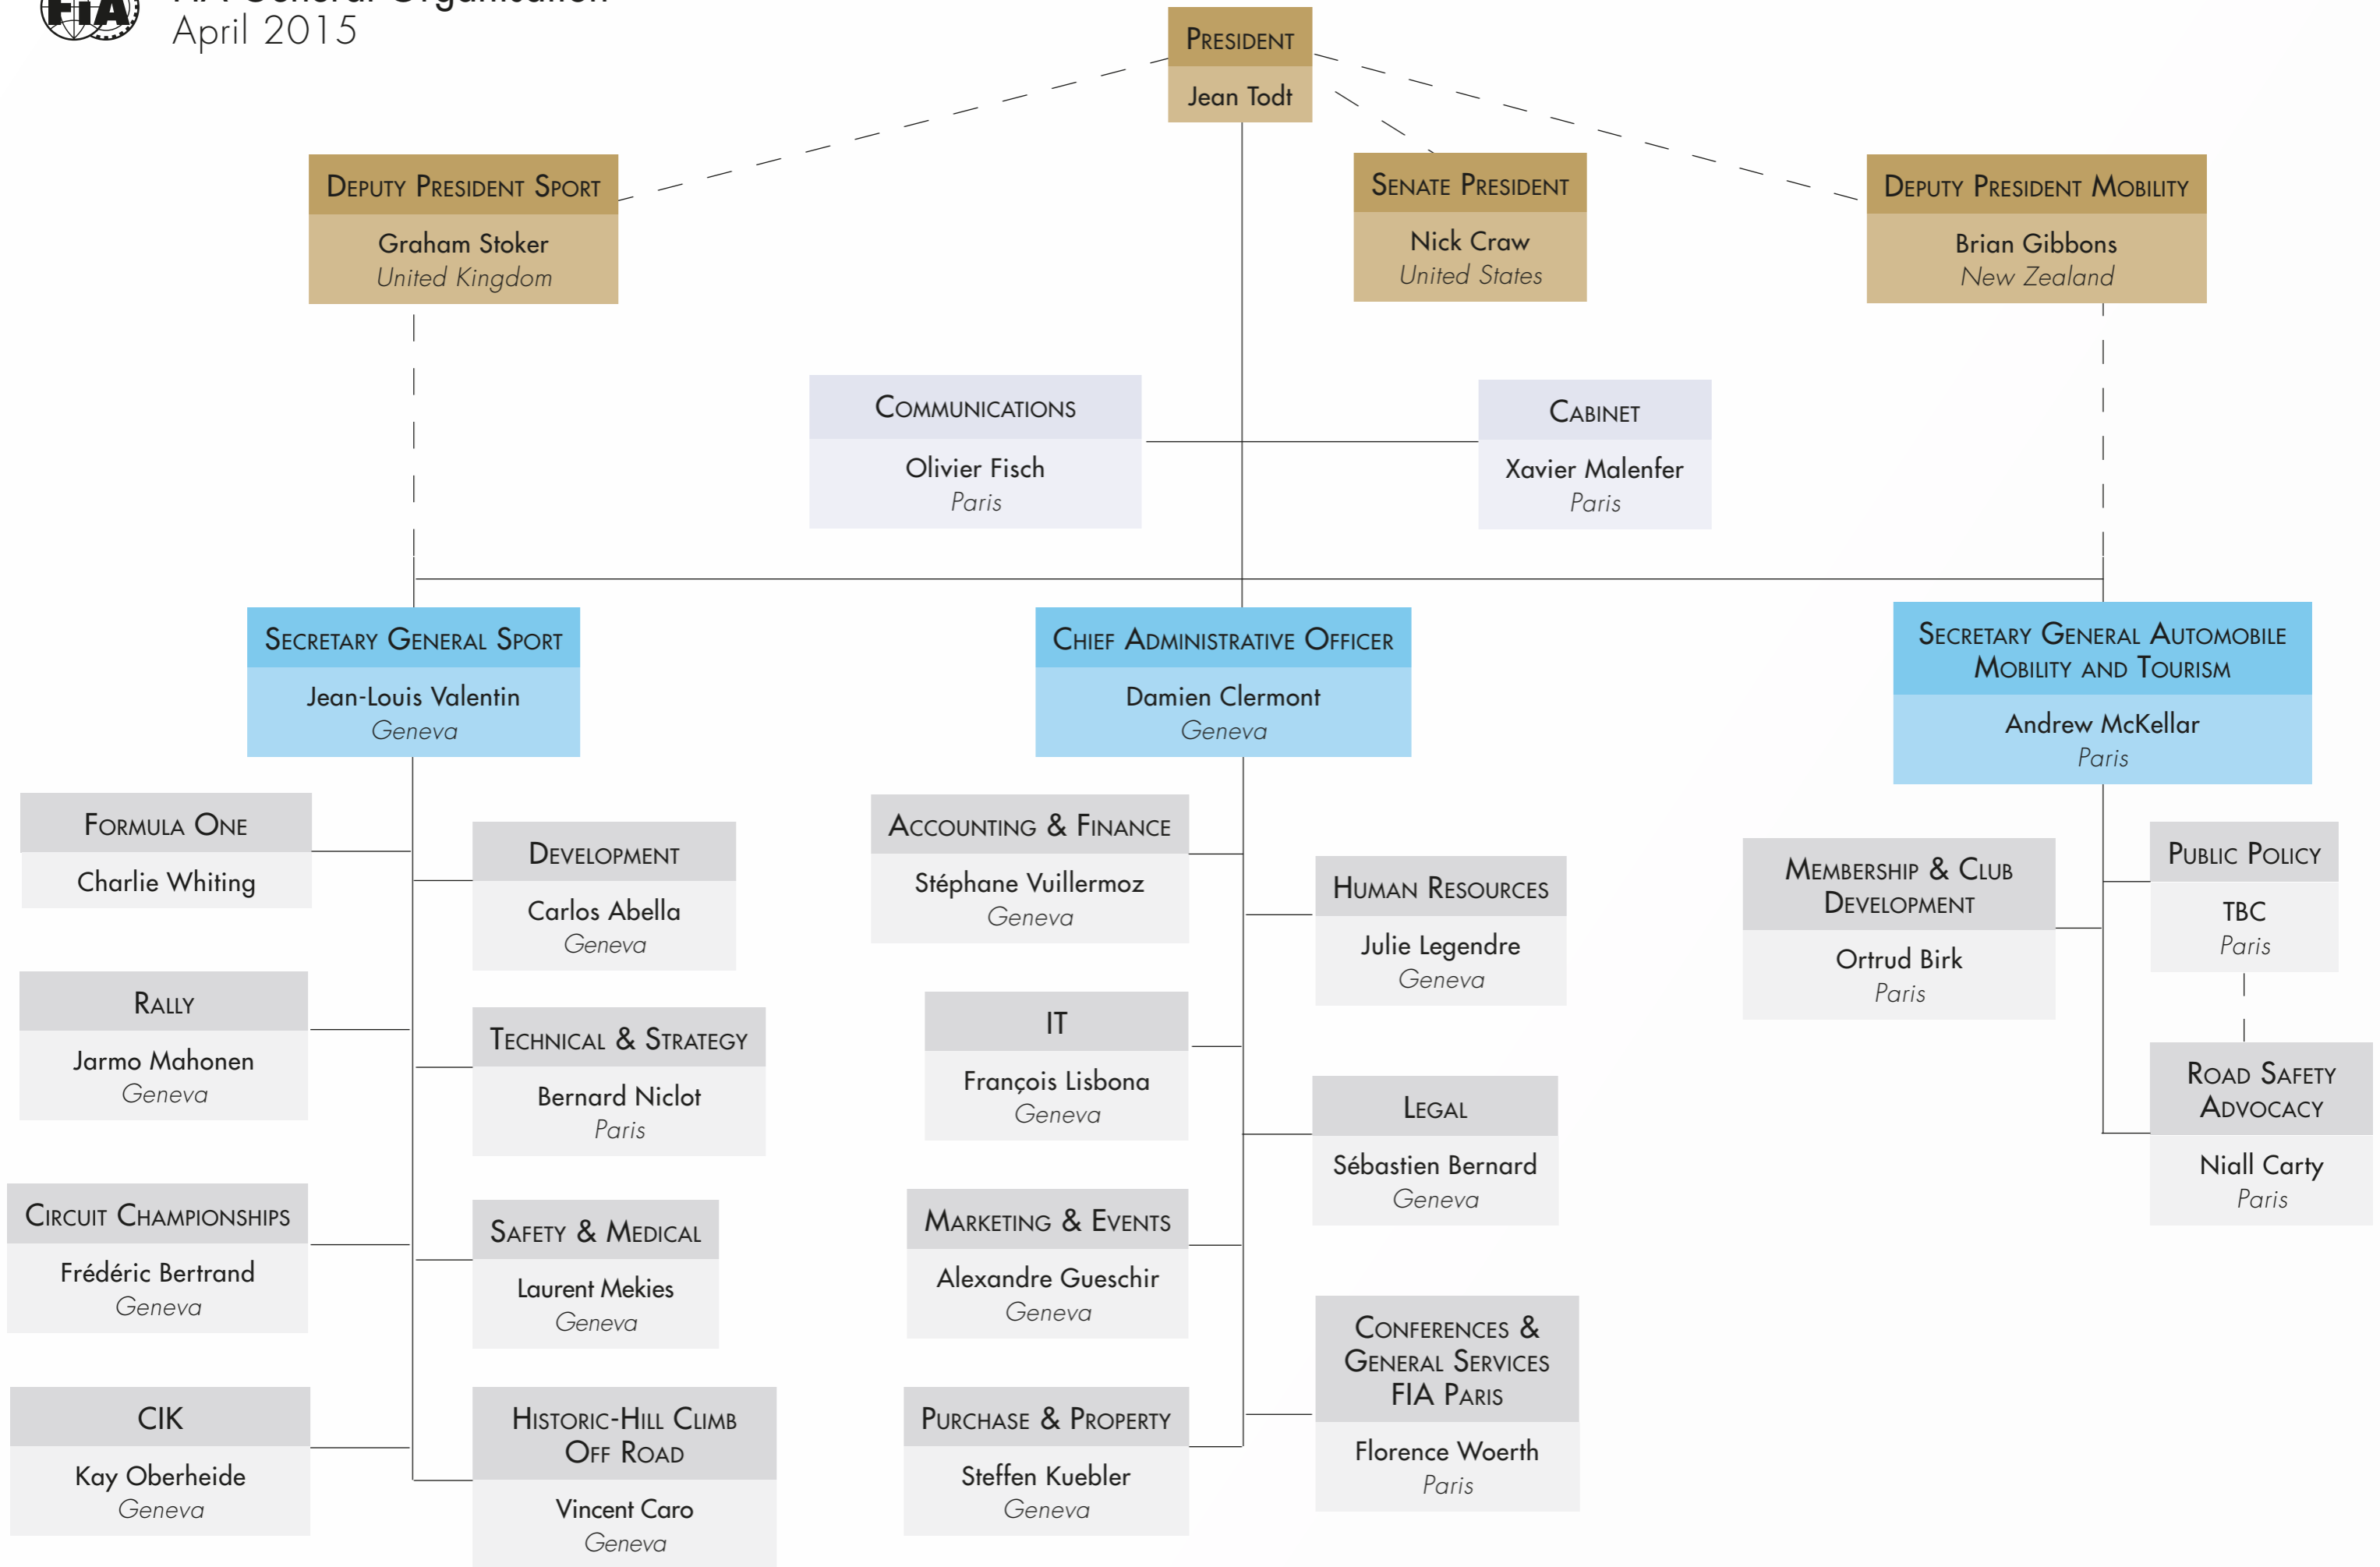 FiA
FIA General Organisation
April 2015
PRESIDENT
Jean Todt
DEPUTY PRESIDENT SPORT
Graham Stoker
United Kingdom
SENATE PRESIDENT
Nick Craw
United States
DEPUTY PRESIDENT MOBILITY
Brian Gibbons
New Zealand
COMMUNICATIONS
Olivier Fisch
Paris
CABINET
Xavier Malenfer
Paris
SECRETARY GENERAL SPORT
Jean-Louis Valentin
Geneva
CHIEF ADMINISTRATIVE OFFICER
Damien Clermont
Geneva
SECRETARY GENERAL AUTOMOBILE
MOBILITY AND TOURISM
Andrew McKellar
Paris
FORMULA ONE
Charlie Whiting
DEVELOPMENT
Carlos Abella
Geneva
RALLY
Jarmo Mahonen
Geneva
TECHNICAL & STRATEGY
Bernard Niclot
Paris
CIRCUIT CHAMPIONSHIPS
Frédéric Bertrand
Geneva
SAFETY & MEDICAL
Laurent Mekies
Geneva
CIK
Kay Oberheide
Geneva
HISTORIC-HILL CLIMB
OFF ROAD
Vincent Caro
Geneva
ACCOUNTING & FINANCE
Stéphane Vuillermoz
Geneva
HUMAN RESOURCES
Julie Legendre
Geneva
IT
François Lisbona
Geneva
LEGAL
Sébastien Bernard
Geneva
MARKETING & EVENTS
Alexandre Gueschir
Geneva
CONFERENCES &
GENERAL SERVICES
FIA PARIS
Florence Woerth
Paris
PURCHASE & PROPERTY
Steffen Kuebler
Geneva
MEMBERSHIP & CLUB
DEVELOPMENT
Ortrud Birk
Paris
PUBLIC POLICY
TBC
Paris
ROAD SAFETY
ADVOCACY
Niall Carty
Paris